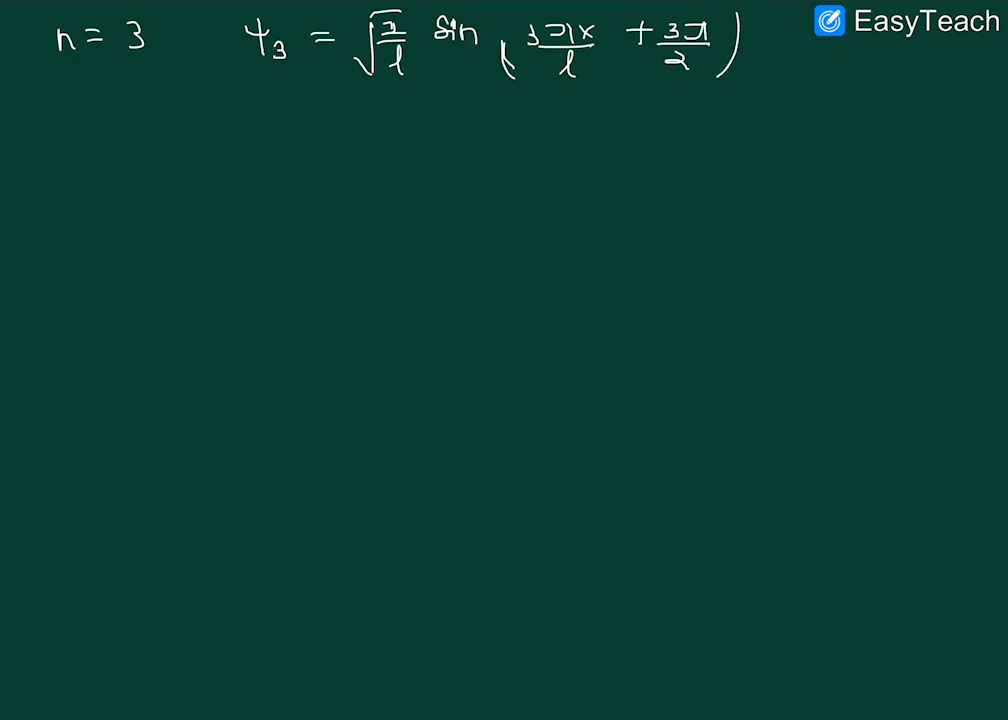 n = 3 ψ₃ = √(2/l) sin (3πx/l + 3π/2)
EasyTeach